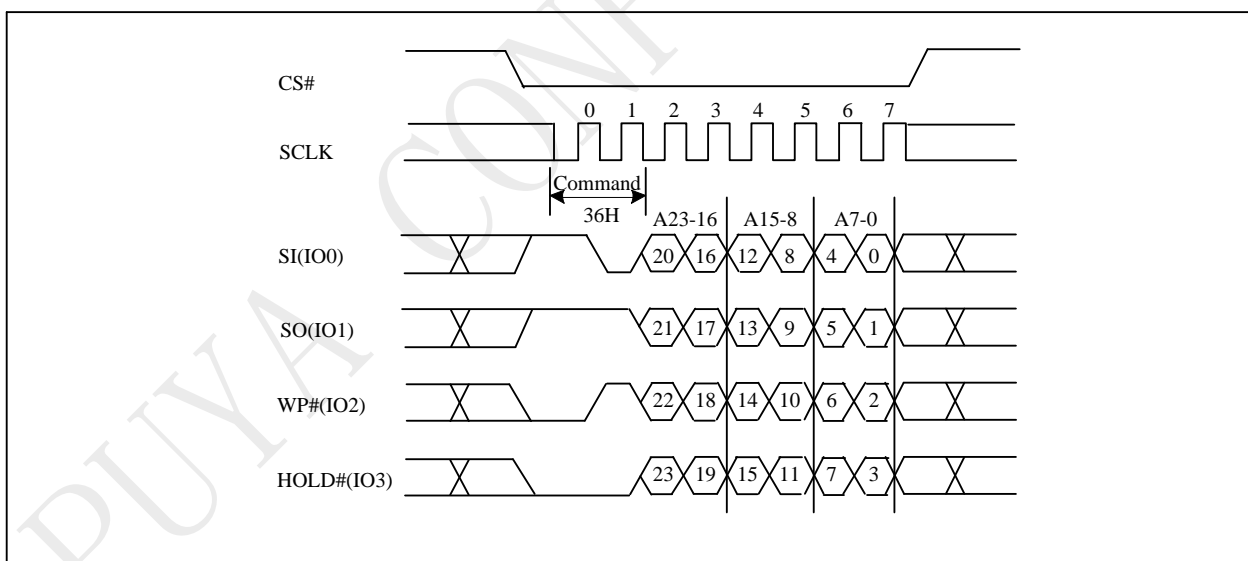 CS#
0 1 2 3 4 5 6 7
SCLK
Command
36H
A23-16 A15-8 A7-0
SI(IO0) 20 16 12 8 4 0
SO(IO1) 21 17 13 9 5 1
WP#(IO2) 22 18 14 10 6 2
HOLD#(IO3) 23 19 15 11 7 3
PUYA CON